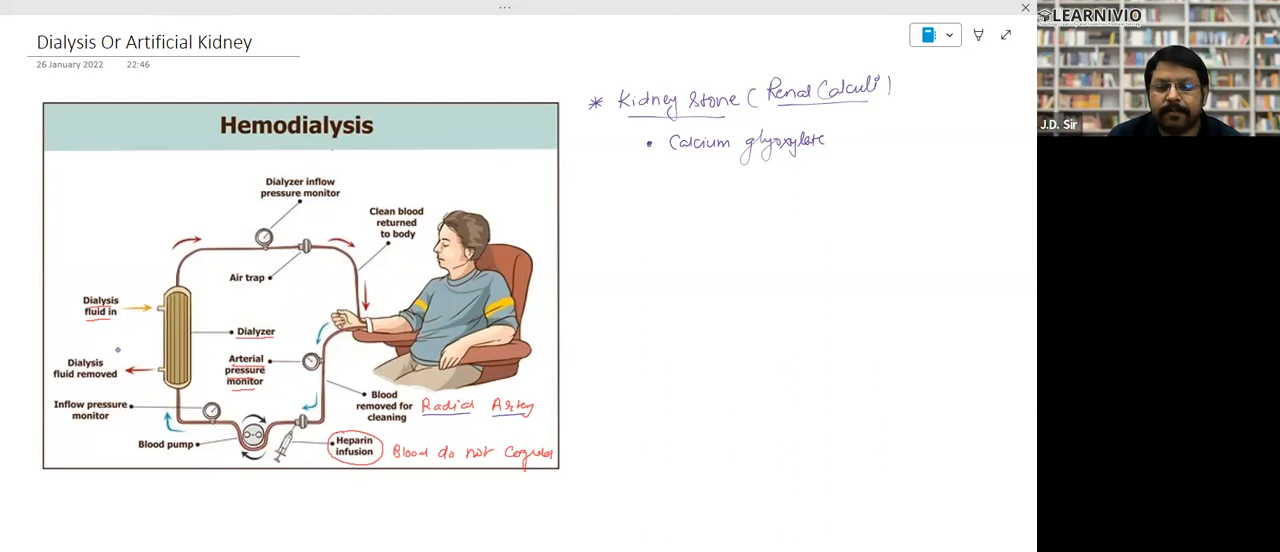 Dialysis Or Artificial Kidney
26 January 2022 22:46
Hemodialysis
Dialyzer inflow
pressure monitor
Clean blood
returned
to body
Air trap
Dialysis
fluid in
Dialyzer
Dialysis
fluid removed
Arterial
pressure
monitor
Inflow pressure
monitor
Blood
removed for
cleaning
Radial Artery
Blood pump
Heparin
infusion
Blood do not
* Kidney Stone (Renal Calculi)
• Calcium glyoxylate
LEARNIVIO
J.D. Sir